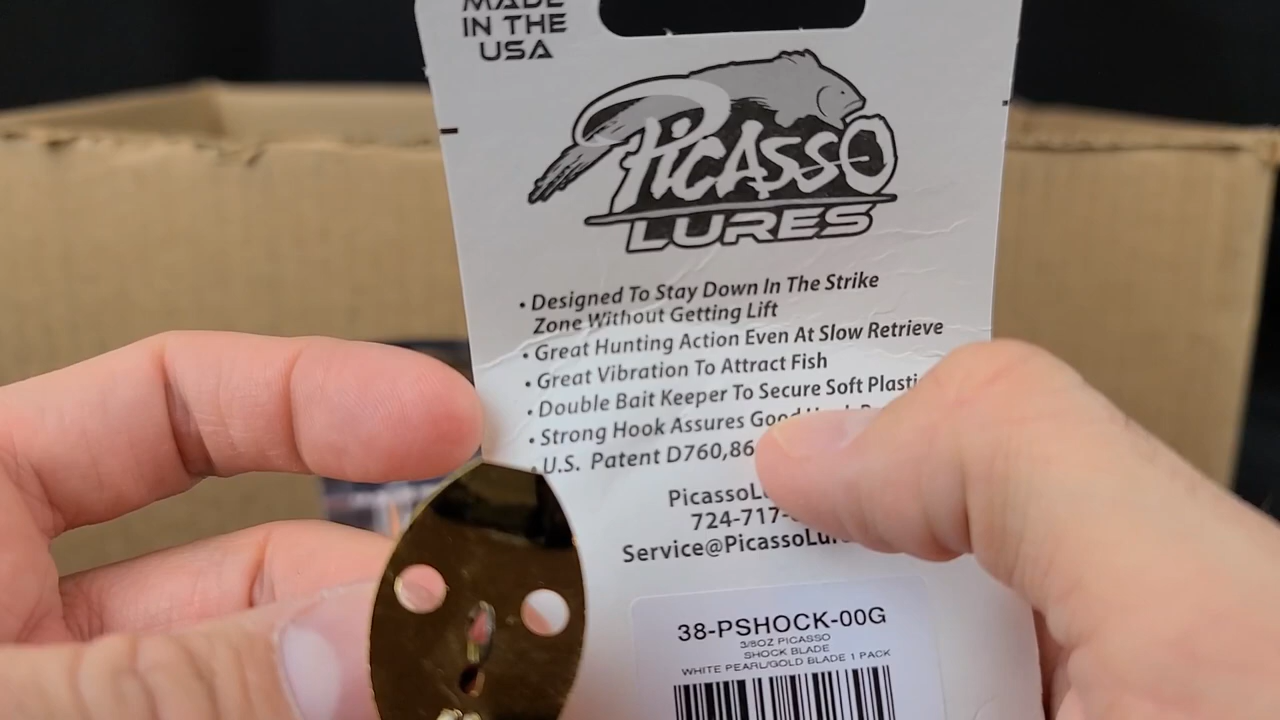 MADE
IN THE
USA
PICASSO
LURES
• Designed To Stay Down In The Strike
Zone Without Getting Lift
• Great Hunting Action Even At Slow Retrieve
• Great Vibration To Attract Fish
• Double Bait Keeper To Secure Soft Plasti
• Strong Hook Assures Good
• U.S. Patent D760,86
PicassoL
724-717-
Service@PicassoLur
38-PSHOCK-00G
3/8OZ PICASSO
SHOCK BLADE
WHITE PEARL/GOLD BLADE 1 PACK